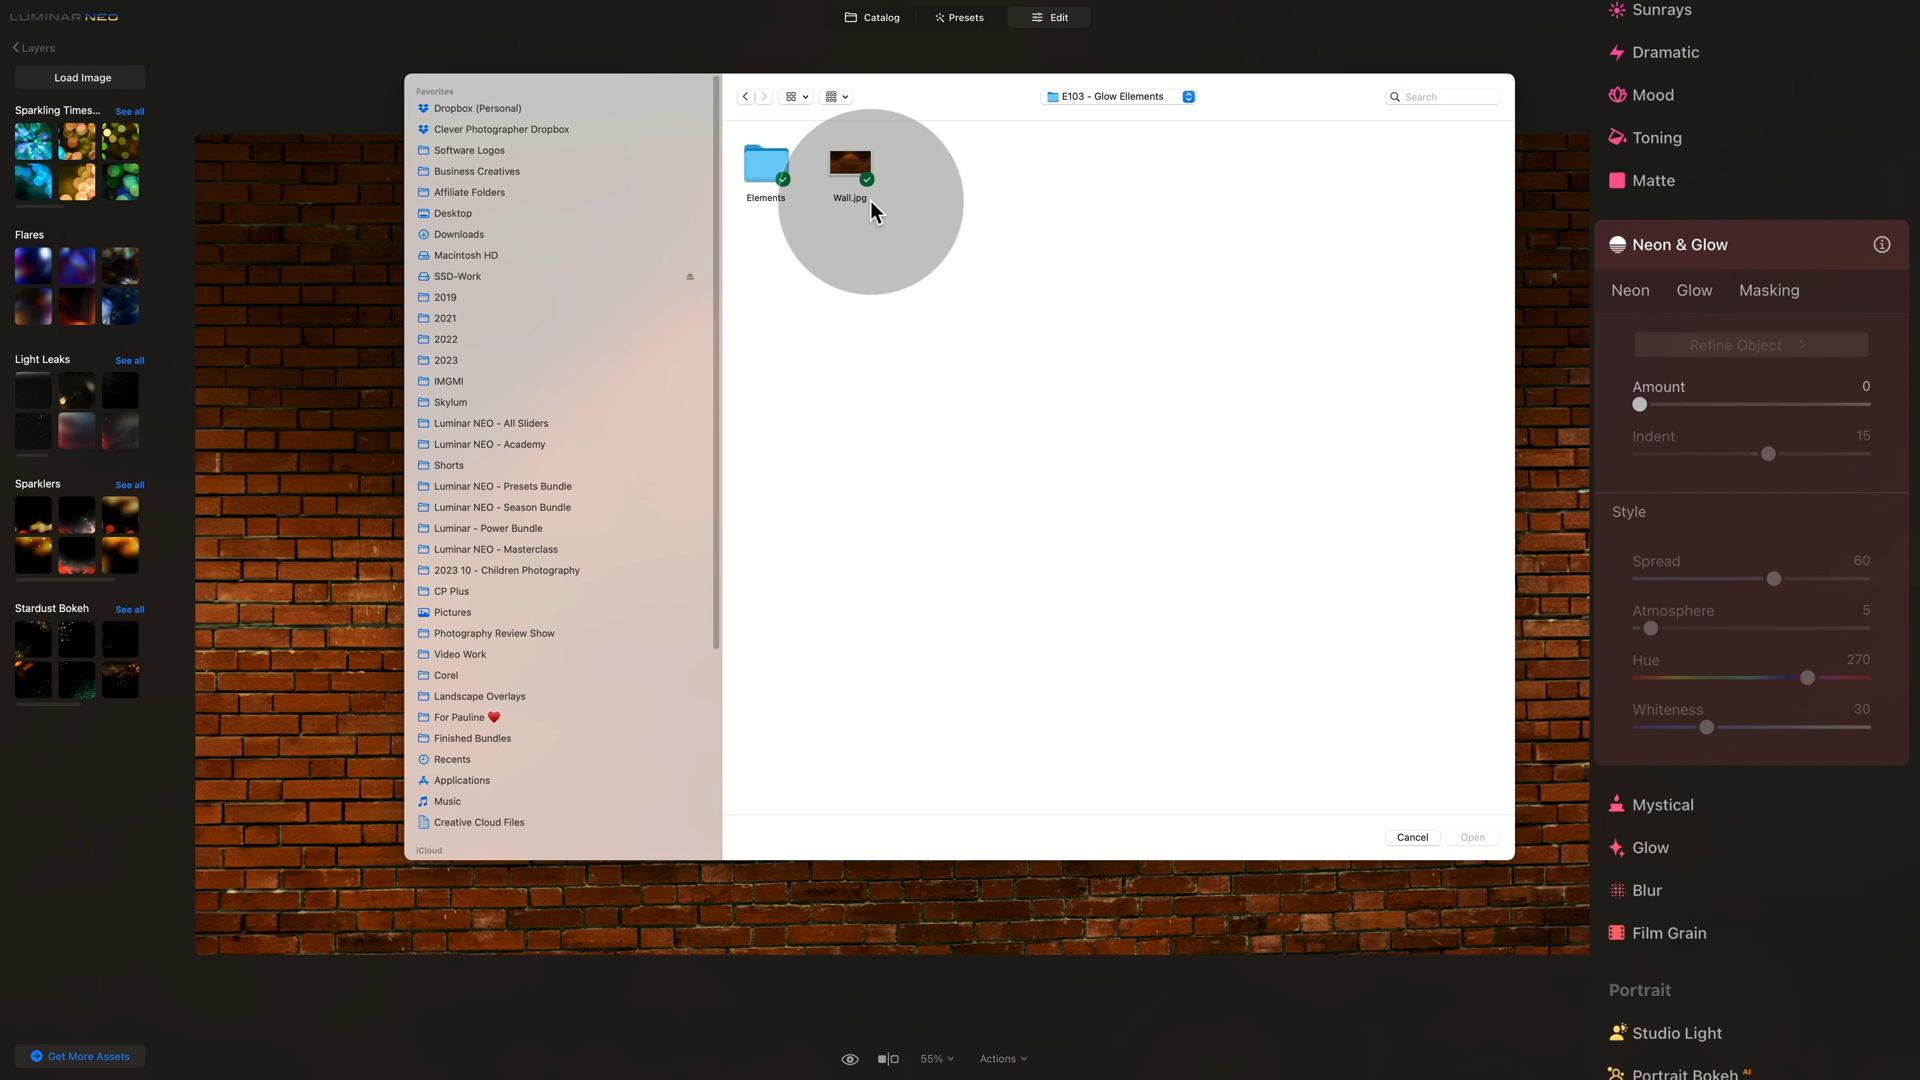 LUMINAR NEO
Catalog
Presets
Edit
Layers
Load Image
Sparkling Times...
See all
Flares
Light Leaks
See all
Sparklers
See all
Stardust Bokeh
See all
Get More Assets
Favorites
Dropbox (Personal)
Clever Photographer Dropbox
Software Logos
Business Creatives
Affiliate Folders
Desktop
Downloads
Macintosh HD
SSD-Work
2019
2021
2022
2023
IMGMI
Skylum
Luminar NEO - All Sliders
Luminar NEO - Academy
Shorts
Luminar NEO - Presets Bundle
Luminar NEO - Season Bundle
Luminar - Power Bundle
Luminar NEO - Masterclass
2023 10 - Children Photography
CP Plus
Pictures
Photography Review Show
Video Work
Corel
Landscape Overlays
For Pauline ❤️
Finished Bundles
Recents
Applications
Music
Creative Cloud Files
iCloud
E103 - Glow Ellements
Search
Elements
Wall.jpg
Cancel
Open
55%
Actions
Sunrays
Dramatic
Mood
Toning
Matte
Neon & Glow
Neon Glow Masking
Refine Object >
Amount 0
Indent 15
Style
Spread 60
Atmosphere 5
Hue 270
Whiteness 30
Mystical
Glow
Blur
Film Grain
Portrait
Studio Light
Portrait Bokeh AI